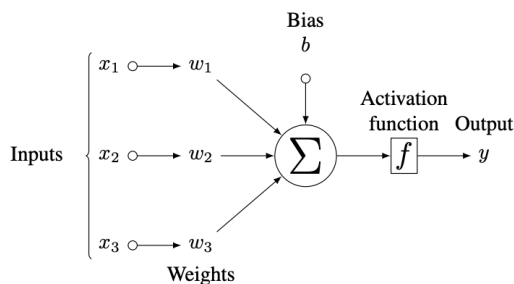 Bias
b
x₁ w₁
Activation
function Output
Inputs x₂ w₂ Σ f y
x₃ w₃
Weights